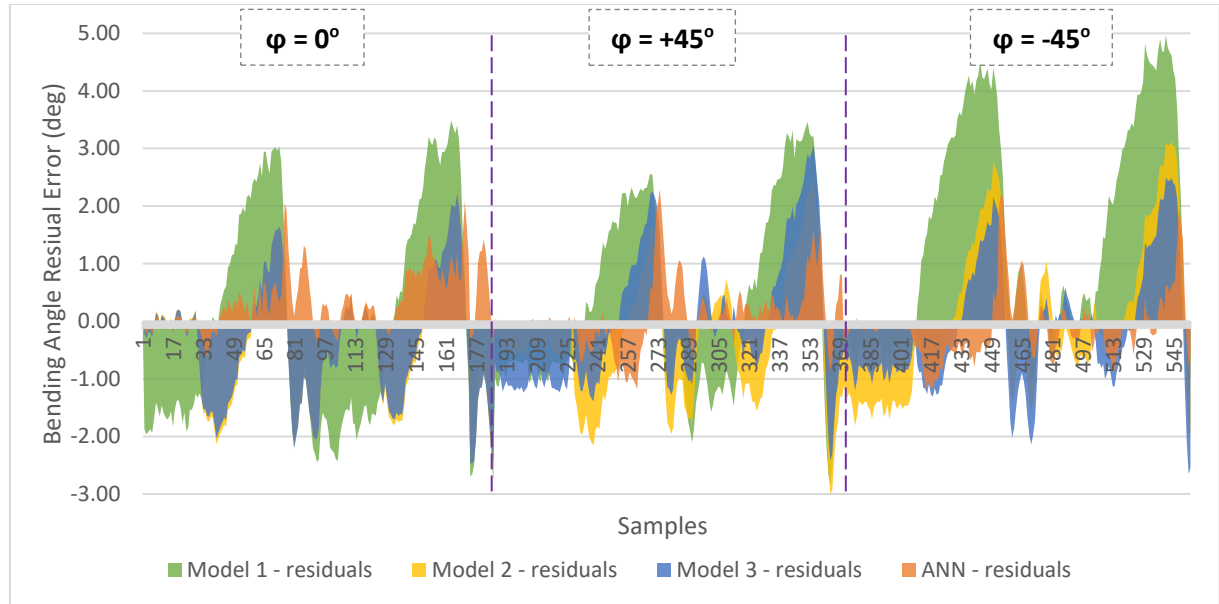 φ = 0º
φ = +45º
φ = -45º
Bending Angle Resiual Error (deg)
5.00
4.00
3.00
2.00
1.00
0.00
-1.00
-2.00
-3.00
1 17 33 49 65 81 97 113 129 145 161 177 193 209 225 241 257 273 289 305 321 337 353 369 385 401 417 433 449 465 481 497 513 529 545
Samples
Model 1 - residuals Model 2 - residuals Model 3 - residuals ANN - residuals